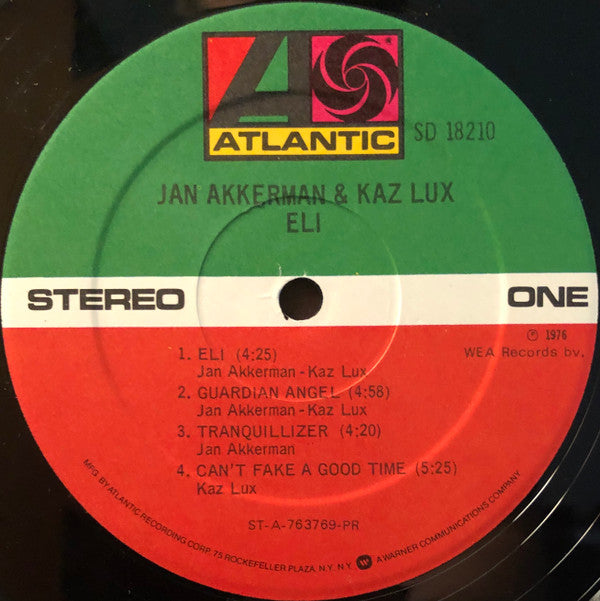 ATLANTIC
SD 18210
JAN AKKERMAN & KAZ LUX
ELI
STEREO
ONE
℗ 1976
WEA Records bv.
1. ELI (4:25)
Jan Akkerman-Kaz Lux
2. GUARDIAN ANGEL (4:58)
Jan Akkerman-Kaz Lux
3. TRANQUILLIZER (4:20)
Jan Akkerman
4. CAN'T FAKE A GOOD TIME (5:25)
Kaz Lux
ST-A-763769-PR
MFG. BY ATLANTIC RECORDING CORP. 75 ROCKEFELLER PLAZA, N.Y. N.Y. W A WARNER COMMUNICATIONS COMPANY